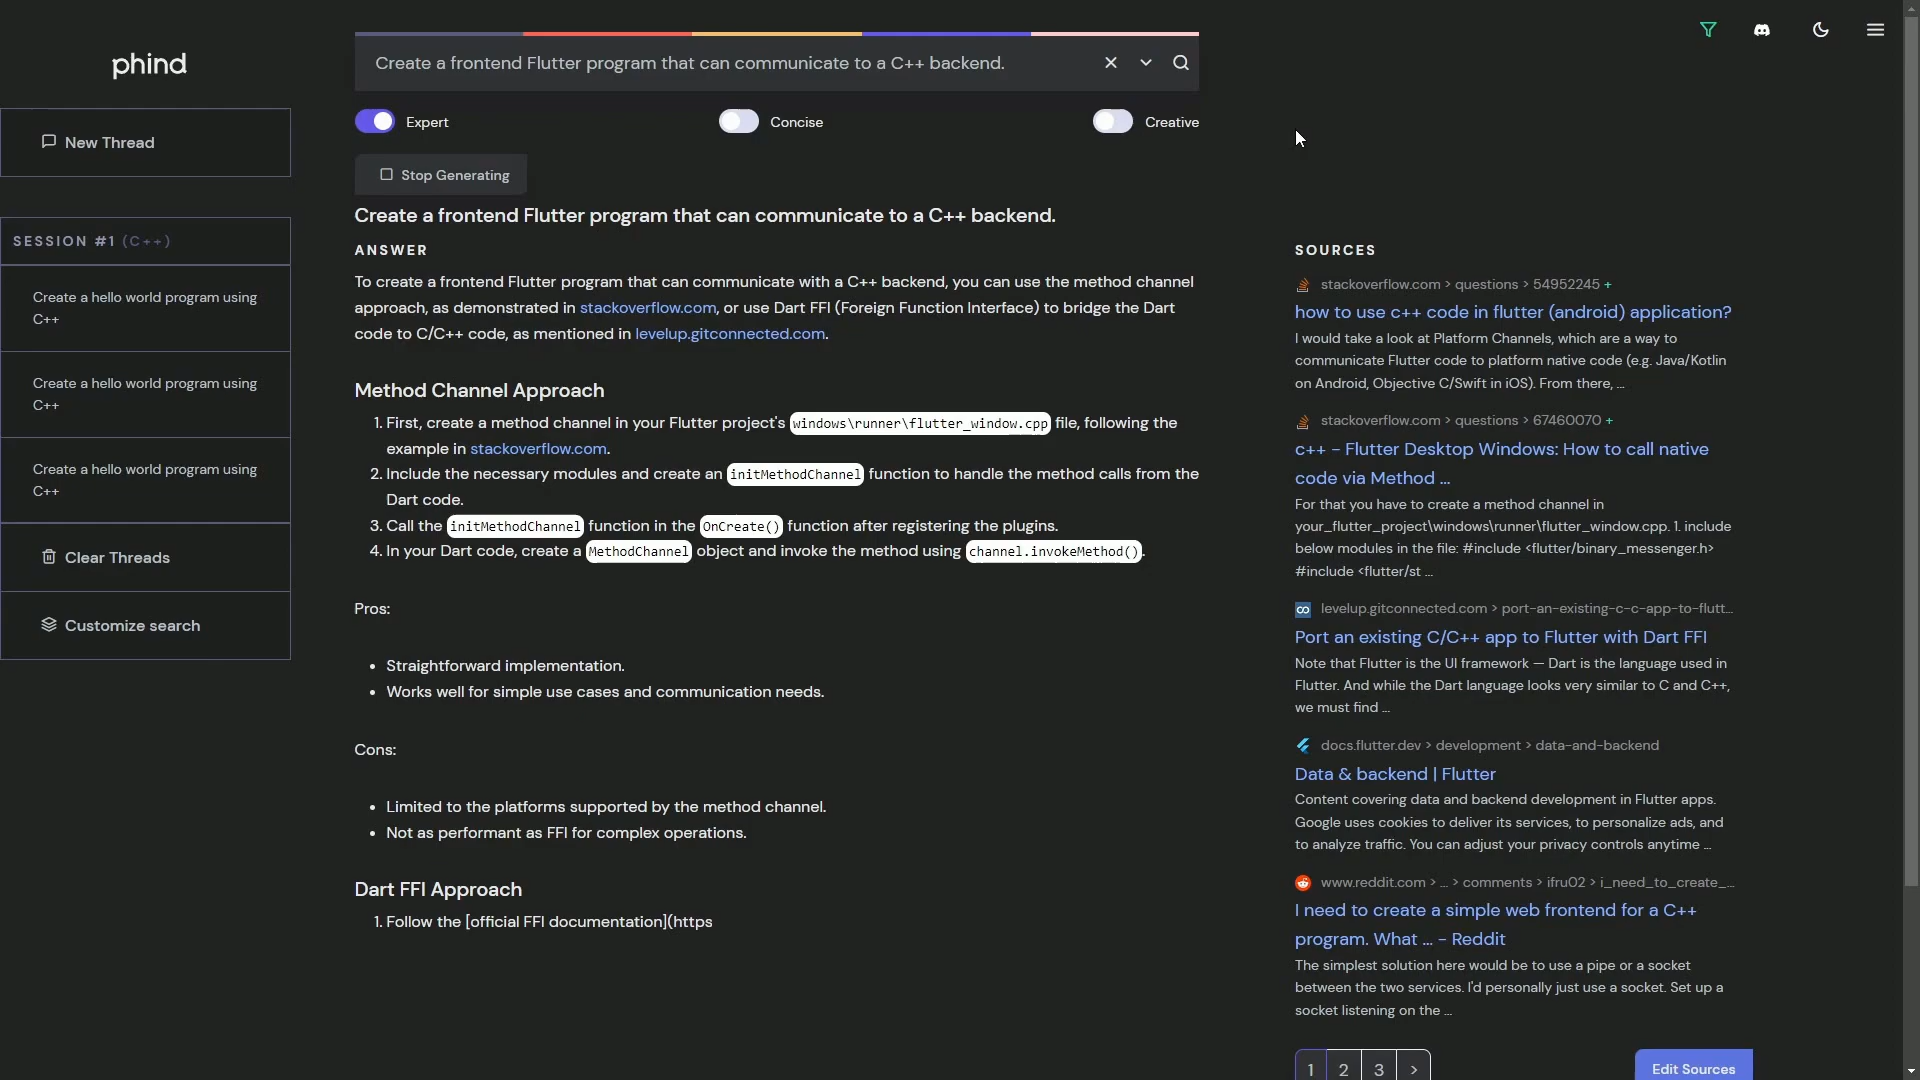 phind
New Thread
SESSION #1 (C++)
Create a hello world program using
C++
Create a hello world program using
C++
Create a hello world program using
C++
Clear Threads
Customize search
Create a frontend Flutter program that can communicate to a C++ backend.
Expert
Concise
Creative
Stop Generating
Create a frontend Flutter program that can communicate to a C++ backend.
ANSWER
To create a frontend Flutter program that can communicate with a C++ backend, you can use the method channel
approach, as demonstrated in stackoverflow.com, or use Dart FFI (Foreign Function Interface) to bridge the Dart
code to C/C++ code, as mentioned in levelup.gitconnected.com.
Method Channel Approach
1. First, create a method channel in your Flutter project's windows\runner\flutter_window.cpp file, following the
example in stackoverflow.com.
2. Include the necessary modules and create an initMethodChannel function to handle the method calls from the
Dart code.
3. Call the initMethodChannel function in the OnCreate() function after registering the plugins.
4. In your Dart code, create a MethodChannel object and invoke the method using channel.invokeMethod().
Pros:
• Straightforward implementation.
• Works well for simple use cases and communication needs.
Cons:
• Limited to the platforms supported by the method channel.
• Not as performant as FFI for complex operations.
Dart FFI Approach
1. Follow the [official FFI documentation](https
SOURCES
stackoverflow.com > questions > 54952245 +
how to use c++ code in flutter (android) application?
I would take a look at Platform Channels, which are a way to
communicate Flutter code to platform native code (e.g. Java/Kotlin
on Android, Objective C/Swift in iOS). From there, ...
stackoverflow.com > questions > 67460070 +
c++ - Flutter Desktop Windows: How to call native
code via Method ...
For that you have to create a method channel in
your_flutter_project\windows\runner\flutter_window.cpp. 1. include
below modules in the file: #include <flutter/binary_messenger.h>
#include <flutter/st ...
levelup.gitconnected.com > port-an-existing-c-c-app-to-flutt...
Port an existing C/C++ app to Flutter with Dart FFI
Note that Flutter is the UI framework — Dart is the language used in
Flutter. And while the Dart language looks very similar to C and C++,
we must find ...
docs.flutter.dev > development > data-and-backend
Data & backend | Flutter
Content covering data and backend development in Flutter apps.
Google uses cookies to deliver its services, to personalize ads, and
to analyze traffic. You can adjust your privacy controls anytime ...
www.reddit.com > ... > comments > ifru02 > i_need_to_create_...
I need to create a simple web frontend for a C++
program. What ... - Reddit
The simplest solution here would be to use a pipe or a socket
between the two services. I'd personally just use a socket. Set up a
socket listening on the ...
1 2 3 >
Edit Sources